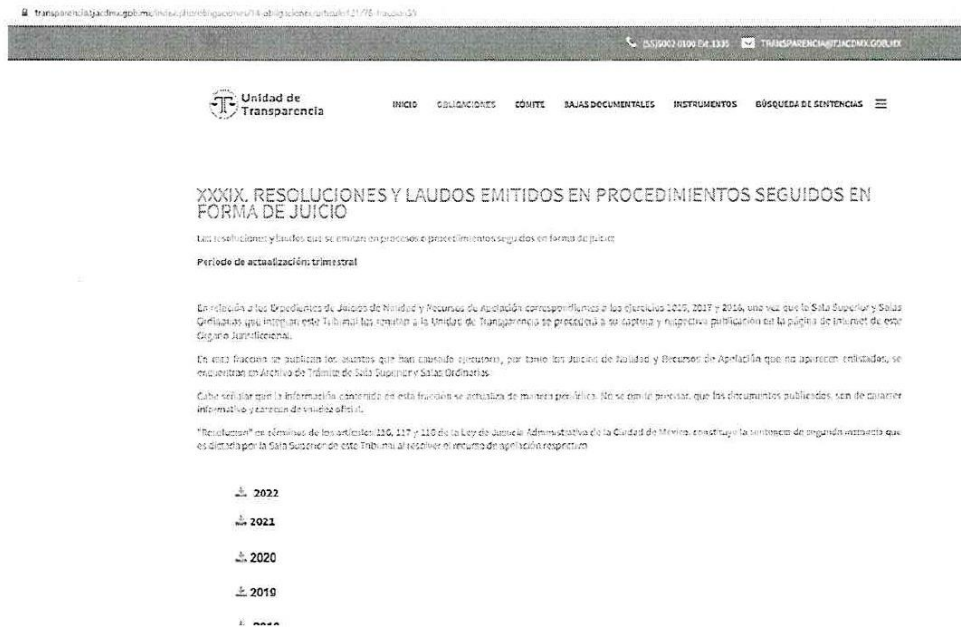 transparencia.tjacdmx.gob.mx/index.php/obligaciones/
(55)5002 0100 Ext.1335 TRANSPARENCIA@TJACDMX.GOB.MX
Unidad de
Transparencia
INICIO OBLIGACIONES COMITE BAJAS DOCUMENTALES INSTRUMENTOS BÚSQUEDA DE SENTENCIAS
XXXIX. RESOLUCIONES Y LAUDOS EMITIDOS EN PROCEDIMIENTOS SEGUIDOS EN
FORMA DE JUICIO
Las resoluciones y laudos que se emitan en procesos o procedimientos seguidos en forma de juicio
Periodo de actualización: trimestral
En relación a los Expedientes de Juicios de Nulidad y Recursos de Apelación correspondientes a los ejercicios 2015, 2017 y 2016, una vez que la Sala Superior y Salas
Ordinarias que integran este Tribunal los remitan a la Unidad de Transparencia se procederá a su captura y respectiva publicación en la página de Internet de este
Órgano Jurisdiccional.
En esta fracción se publican los asuntos que han causado ejecutoria, por tanto los Juicios de Nulidad y Recursos de Apelación que no aparecen enlistados, se
encuentran en Archivo de Trámite de Sala Superior y Salas Ordinarias
Cabe señalar que la información contenida en esta fracción se actualiza de manera periódica. No se omite precisar, que los documentos publicados, son de carácter
informativo y carecen de validez oficial.
"Resolución" en términos de los artículos 116, 117 y 118 de la Ley de Justicia Administrativa de la Ciudad de México, constituye la sentencia de segunda instancia que
es dictada por la Sala Superior de este Tribunal al resolver el recurso de apelación respectivo
2022
2021
2020
2019
2018